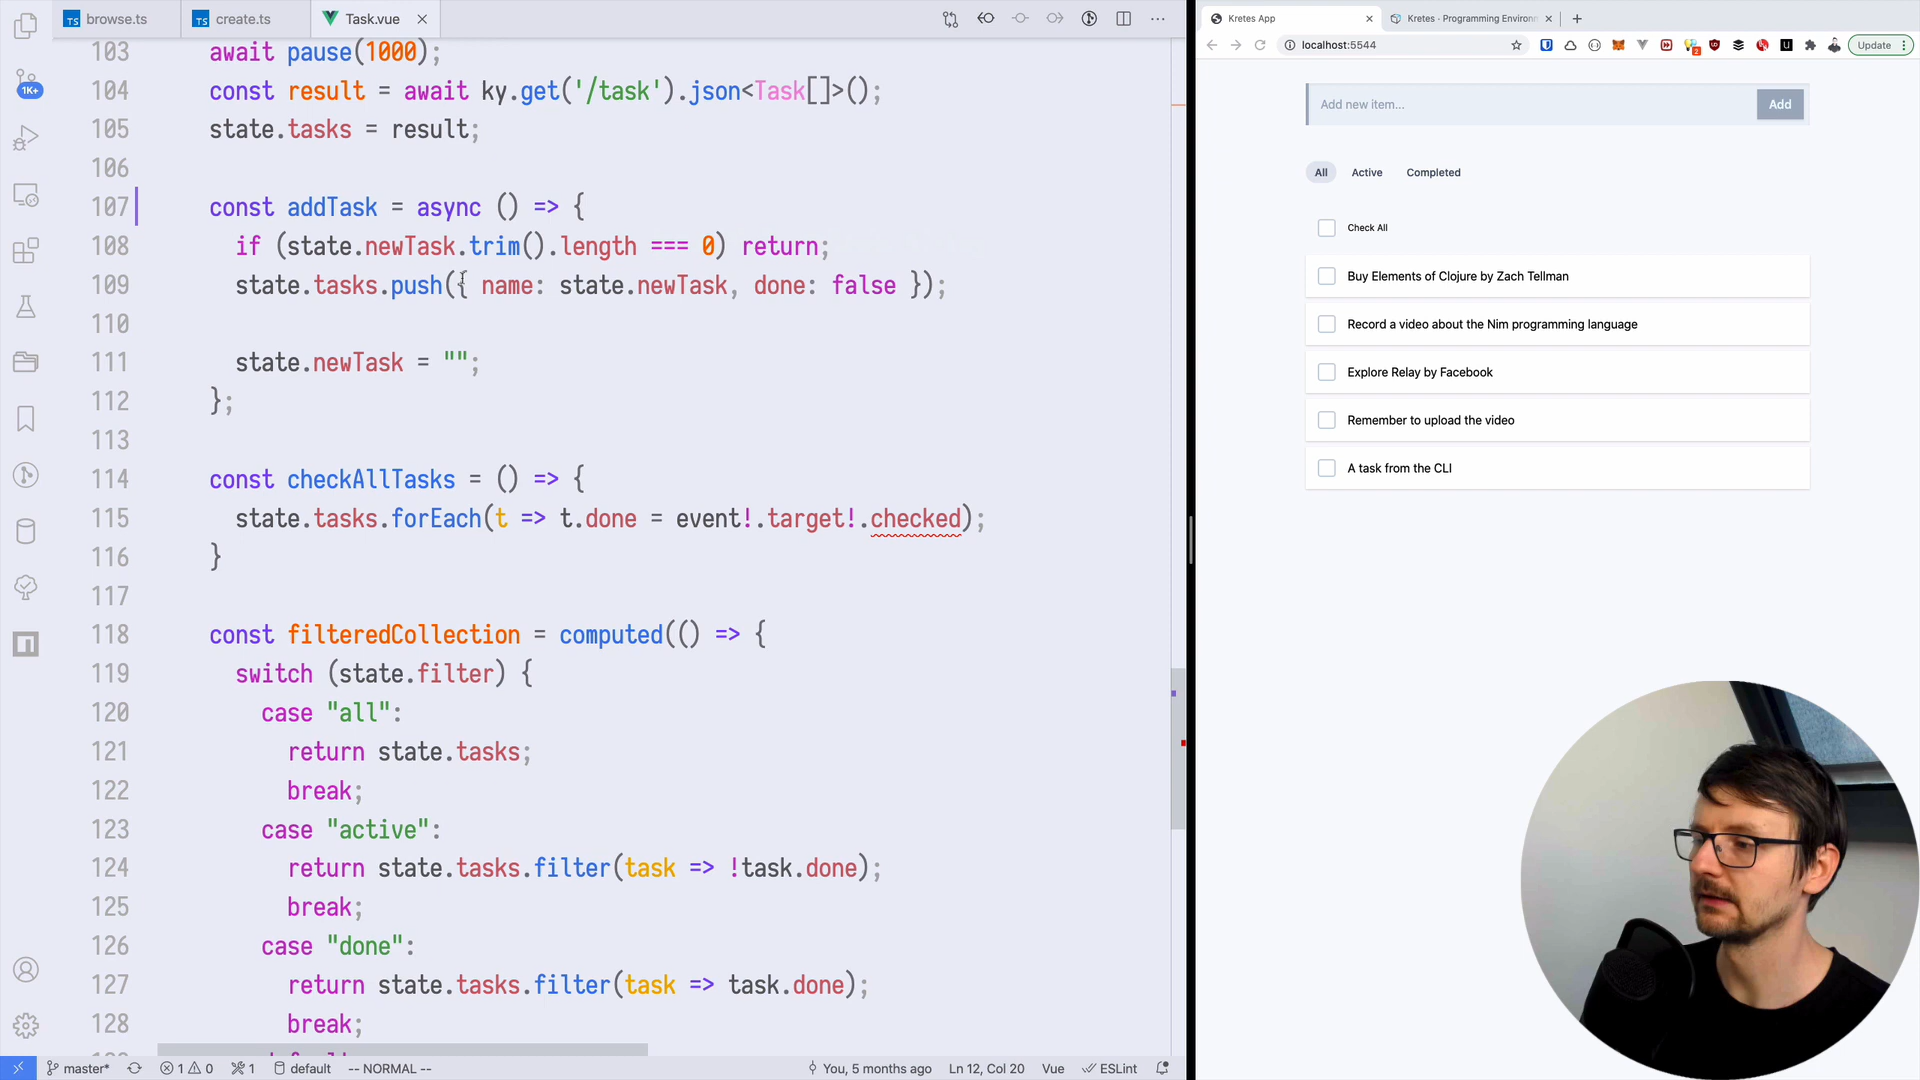 TS browse.ts
TS create.ts
Task.vue
Kretes App
Kretes · Programming Environ
localhost:5544
Update
1K+
103 await pause(1000);
104 const result = await ky.get('/task').json<Task[]>();
105 state.tasks = result;
106
107 const addTask = async () => {
108 if (state.newTask.trim().length === 0) return;
109 state.tasks.push({ name: state.newTask, done: false });
110
111 state.newTask = "";
112 };
113
114 const checkAllTasks = () => {
115 state.tasks.forEach(t => t.done = event!.target!.checked);
116 }
117
118 const filteredCollection = computed(() => {
119 switch (state.filter) {
120 case "all":
121 return state.tasks;
122 break;
123 case "active":
124 return state.tasks.filter(task => !task.done);
125 break;
126 case "done":
127 return state.tasks.filter(task => task.done);
128 break;
master*
1
0
1
default
-- NORMAL --
You, 5 months ago
Ln 12, Col 20
Vue
ESLint
Add new item...
Add
All
Active
Completed
Check All
Buy Elements of Clojure by Zach Tellman
Record a video about the Nim programming language
Explore Relay by Facebook
Remember to upload the video
A task from the CLI